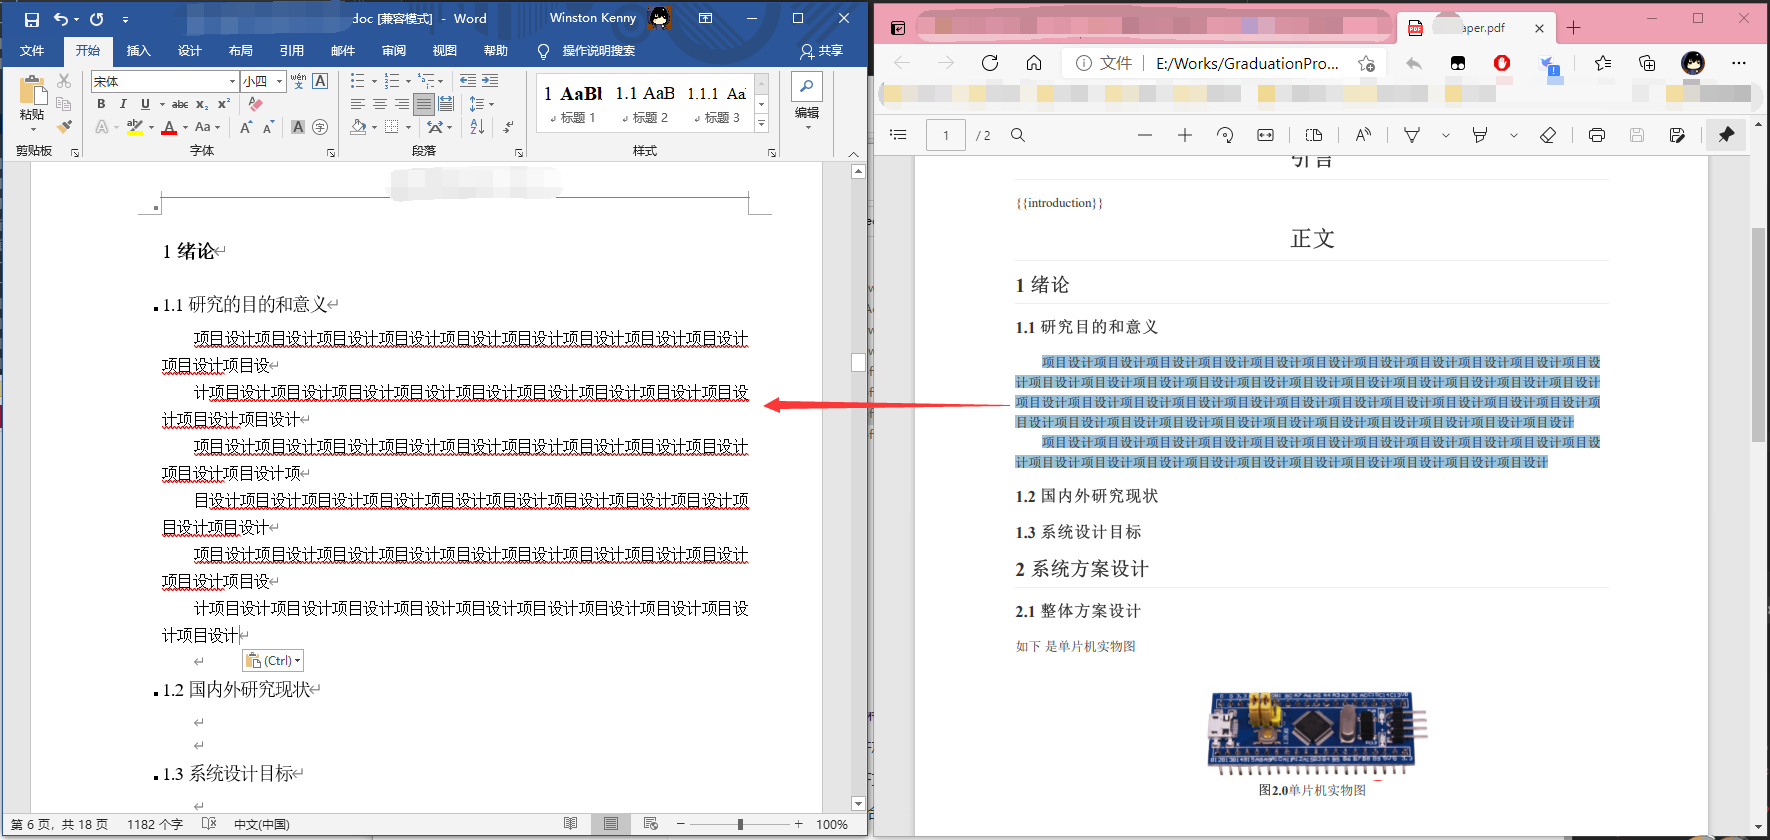 doc [兼容模式] - Word
Winston Kenny
文件 开始 插入 设计 布局 引用 邮件 审阅 视图 帮助 操作说明搜索 共享
粘贴
宋体 小四 wén A
B I U abc x₂ x²
A ab A Aa A A A 字
1 AaBl 1.1 AaB 1.1.1 Aa
标题 1 标题 2 标题 3
编辑
剪贴板 字体 段落 样式
1 绪论
1.1 研究的目的和意义
项目设计项目设计项目设计项目设计项目设计项目设计项目设计项目设计项目设计
项目设计项目设
计项目设计项目设计项目设计项目设计项目设计项目设计项目设计项目设计项目设
计项目设计项目设计
项目设计项目设计项目设计项目设计项目设计项目设计项目设计项目设计项目设计
项目设计项目设计项
目设计项目设计项目设计项目设计项目设计项目设计项目设计项目设计项目设计项
目设计项目设计
项目设计项目设计项目设计项目设计项目设计项目设计项目设计项目设计项目设计
项目设计项目设
计项目设计项目设计项目设计项目设计项目设计项目设计项目设计项目设计项目设
计项目设计
(Ctrl)
1.2 国内外研究现状
1.3 系统设计目标
第 6 页，共 18 页 1182 个字 中文(中国) 100%
aper.pdf
文件 E:/Works/GraduationPro...
1 / 2
引言
{{introduction}}
正文
1 绪论
1.1 研究目的和意义
项目设计项目设计项目设计项目设计项目设计项目设计项目设计项目设计项目设计项目设计项目设
计项目设计项目设计项目设计项目设计项目设计项目设计项目设计项目设计项目设计项目设计项目设计
项目设计项目设计项目设计项目设计项目设计项目设计项目设计项目设计项目设计项目设计项目设计项
目设计项目设计项目设计项目设计项目设计项目设计项目设计项目设计项目设计项目设计项目设计
项目设计项目设计项目设计项目设计项目设计项目设计项目设计项目设计项目设计项目设计项目设
计项目设计项目设计项目设计项目设计项目设计项目设计项目设计项目设计项目设计项目设计
1.2 国内外研究现状
1.3 系统设计目标
2 系统方案设计
2.1 整体方案设计
如下 是单片机实物图
图2.0单片机实物图